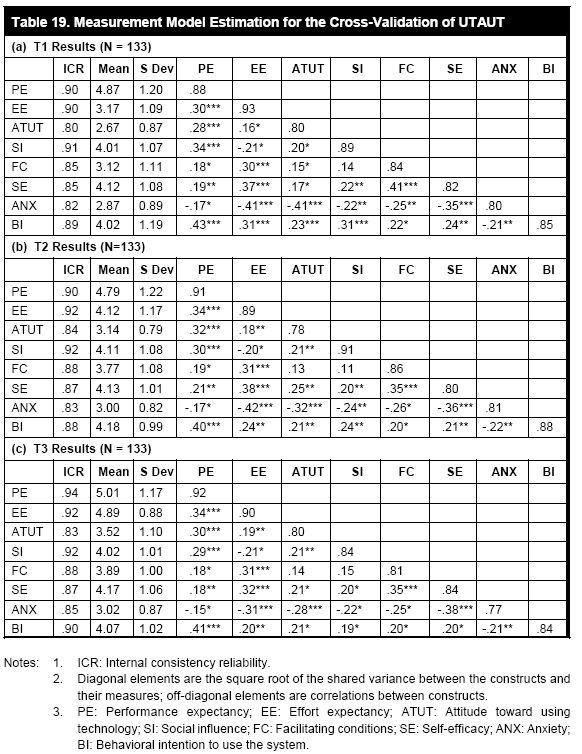 Table 19. Measurement Model Estimation for the Cross-Validation of UTAUT
(a) T1 Results (N = 133)
ICR Mean S Dev PE EE ATUT SI FC SE ANX BI
PE .90 4.87 1.20 .88
EE .90 3.17 1.09 .30*** .93
ATUT .80 2.67 0.87 .28*** .16* .80
SI .91 4.01 1.07 .34*** -.21* .20* .89
FC .85 3.12 1.11 .18* .30*** .15* .14 .84
SE .85 4.12 1.08 .19** .37*** .17* .22** .41*** .82
ANX .82 2.87 0.89 -.17* -.41*** -.41*** -.22** -.25** -.35*** .80
BI .89 4.02 1.19 .43*** .31*** .23*** .31*** .22* .24** -.21** .85
(b) T2 Results (N=133)
ICR Mean S Dev PE EE ATUT SI FC SE ANX BI
PE .90 4.79 1.22 .91
EE .92 4.12 1.17 .34*** .89
ATUT .84 3.14 0.79 .32*** .18** .78
SI .92 4.11 1.08 .30*** -.20* .21** .91
FC .88 3.77 1.08 .19* .31*** .13 .11 .86
SE .87 4.13 1.01 .21** .38*** .25** .20** .35*** .80
ANX .83 3.00 0.82 -.17* -.42*** -.32*** -.24** -.26* -.36*** .81
BI .88 4.18 0.99 .40*** .24** .21** .24** .20* .21** -.22** .88
(c) T3 Results (N = 133)
ICR Mean S Dev PE EE ATUT SI FC SE ANX BI
PE .94 5.01 1.17 .92
EE .92 4.89 0.88 .34*** .90
ATUT .83 3.52 1.10 .30*** .19** .80
SI .92 4.02 1.01 .29*** -.21* .21** .84
FC .88 3.89 1.00 .18* .31*** .14 .15 .81
SE .87 4.17 1.06 .18** .32*** .21* .20* .35*** .84
ANX .85 3.02 0.87 -.15* -.31*** -.28*** -.22* -.25* -.38*** .77
BI .90 4.07 1.02 .41*** .20** .21* .19* .20* .20* -.21** .84
Notes: 1. ICR: Internal consistency reliability.
2. Diagonal elements are the square root of the shared variance between the constructs and
their measures; off-diagonal elements are correlations between constructs.
3. PE: Performance expectancy; EE: Effort expectancy; ATUT: Attitude toward using
technology; SI: Social influence; FC: Facilitating conditions; SE: Self-efficacy; ANX: Anxiety;
BI: Behavioral intention to use the system.